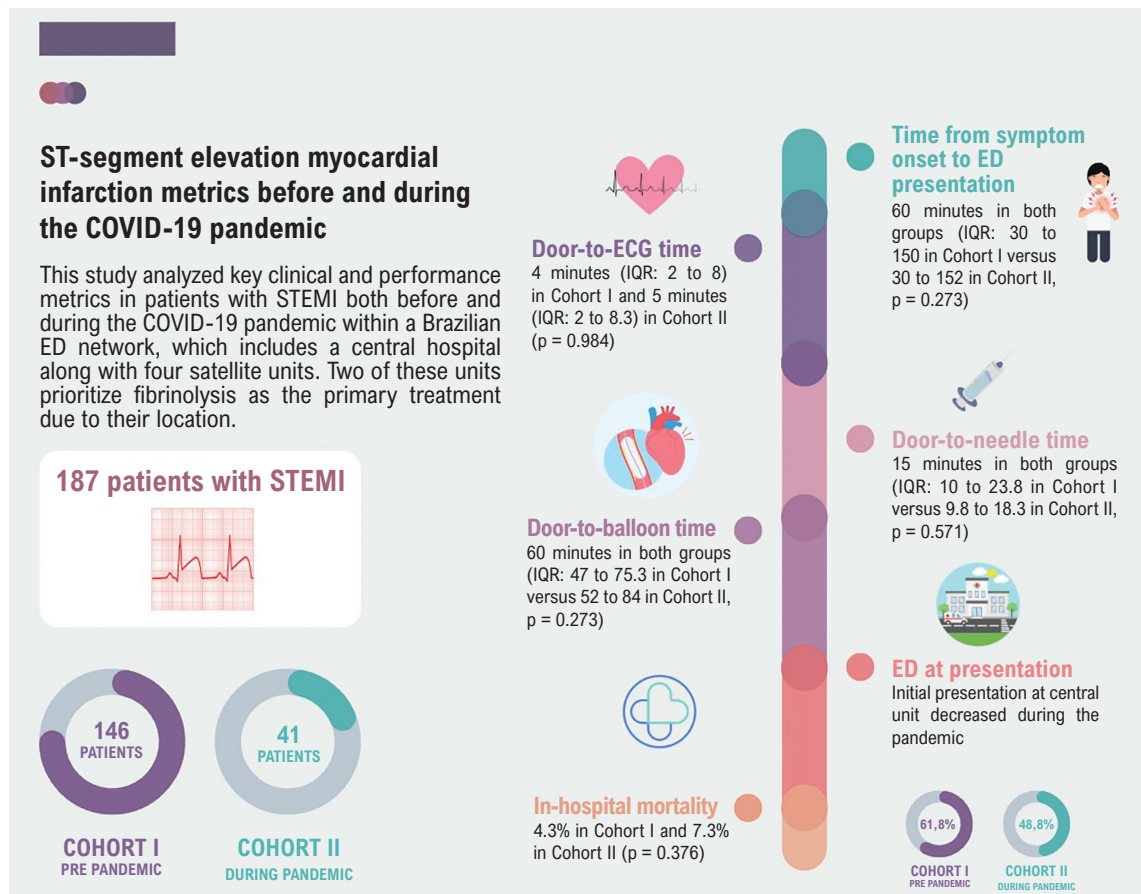 ST-segment elevation myocardial
infarction metrics before and during
the COVID-19 pandemic
This study analyzed key clinical and performance
metrics in patients with STEMI both before and
during the COVID-19 pandemic within a Brazilian
ED network, which includes a central hospital
along with four satellite units. Two of these units
prioritize fibrinolysis as the primary treatment
due to their location.
187 patients with STEMI
146
PATIENTS
COHORT I
PRE PANDEMIC
41
PATIENTS
COHORT II
DURING PANDEMIC
Time from symptom
onset to ED
presentation
60 minutes in both
groups (IQR: 30 to
150 in Cohort I versus
30 to 152 in Cohort II,
p = 0.273)
Door-to-ECG time
4 minutes (IQR: 2 to 8)
in Cohort I and 5 minutes
(IQR: 2 to 8.3) in Cohort II
(p = 0.984)
Door-to-needle time
15 minutes in both groups
(IQR: 10 to 23.8 in Cohort I
versus 9.8 to 18.3 in Cohort II,
p = 0.571)
Door-to-balloon time
60 minutes in both groups
(IQR: 47 to 75.3 in Cohort I
versus 52 to 84 in Cohort II,
p = 0.273)
ED at presentation
Initial presentation at central
unit decreased during the
pandemic
61,8%
COHORT I
PRE PANDEMIC
48,8%
COHORT II
DURING PANDEMIC
In-hospital mortality
4.3% in Cohort I and 7.3%
in Cohort II (p = 0.376)